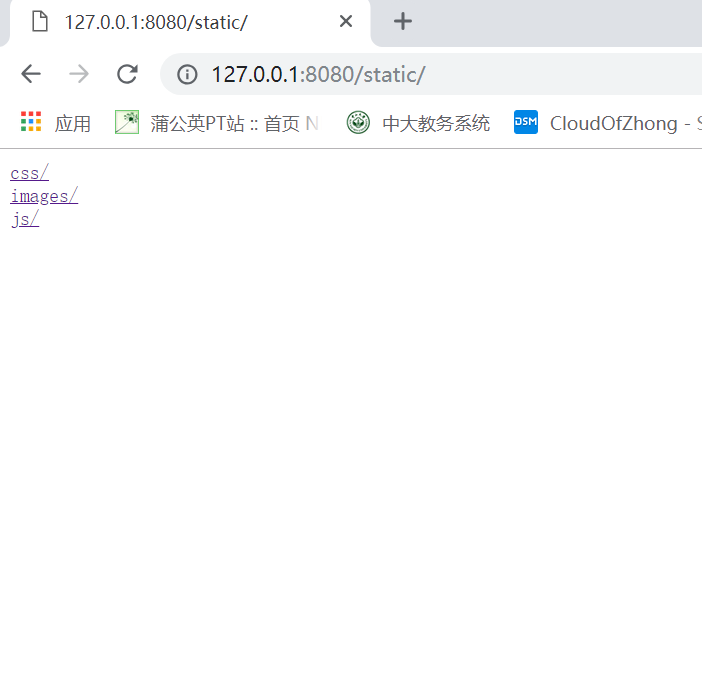 127.0.0.1:8080/static/
127.0.0.1:8080/static/
应用 蒲公英PT站 :: 首页 N 中大教务系统 DSM CloudOfZhong - S
css/
images/
js/